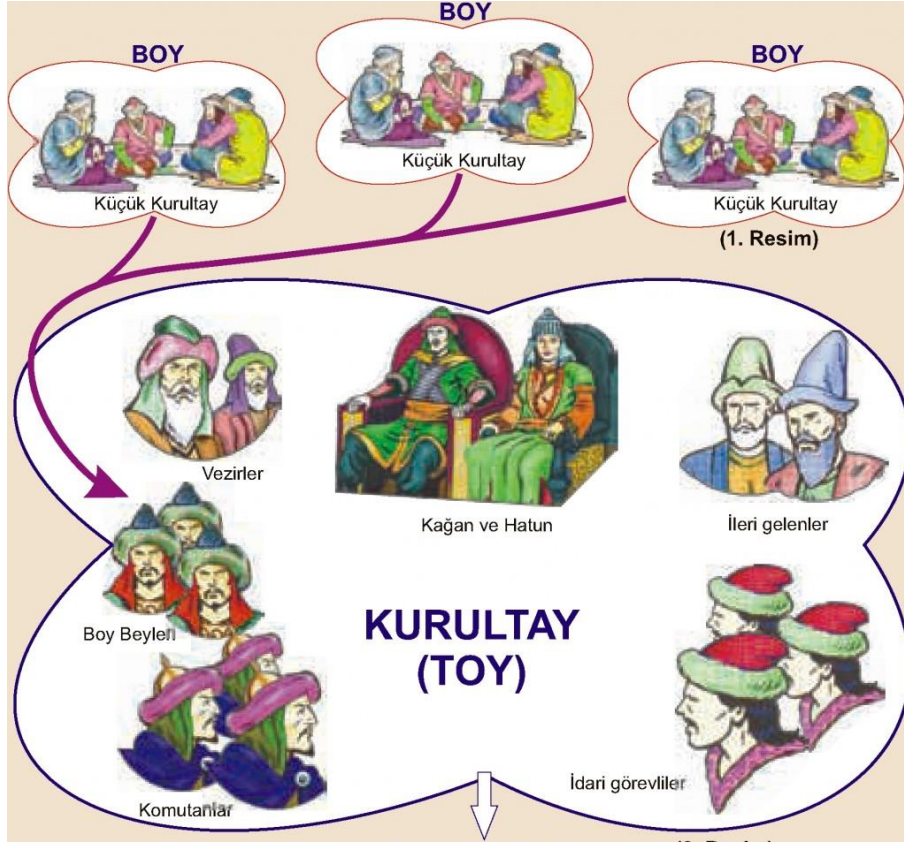 BOY
BOY
BOY
Küçük Kurultay
Küçük Kurultay
Küçük Kurultay
(1. Resim)
Vezirler
Kağan ve Hatun
İleri gelenler
Boy Beyleri
KURULTAY
(TOY)
Komutanlar
İdari görevliler